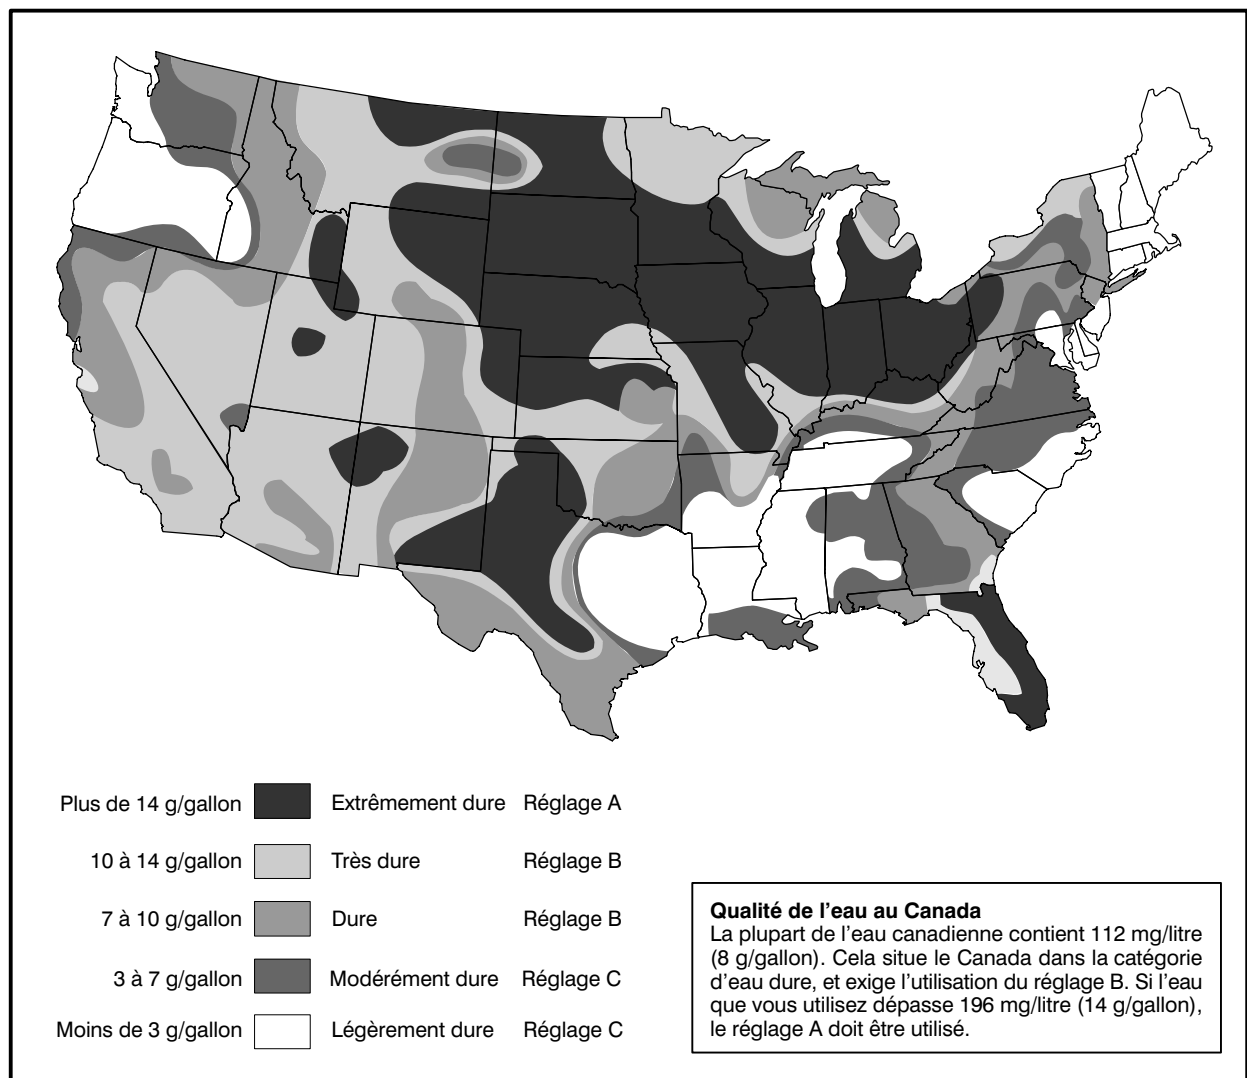 Plus de 14 g/gallon Extrêmement dure Réglage A
10 à 14 g/gallon Très dure Réglage B
7 à 10 g/gallon Dure Réglage B
3 à 7 g/gallon Modérément dure Réglage C
Moins de 3 g/gallon Légèrement dure Réglage C
Qualité de l’eau au Canada
La plupart de l’eau canadienne contient 112 mg/litre
(8 g/gallon). Cela situe le Canada dans la catégorie
d’eau dure, et exige l’utilisation du réglage B. Si l’eau
que vous utilisez dépasse 196 mg/litre (14 g/gallon),
le réglage A doit être utilisé.